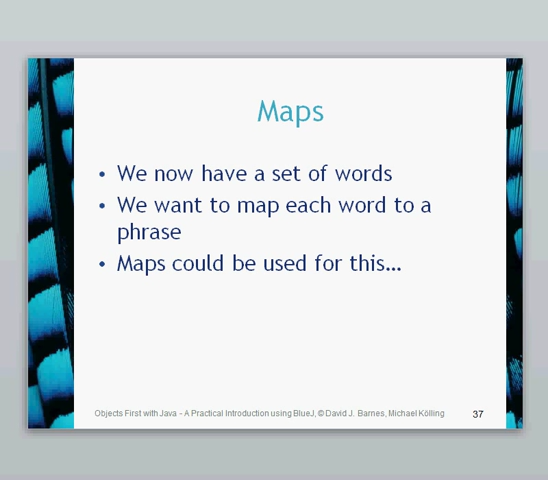 Maps
• We now have a set of words
• We want to map each word to a
phrase
• Maps could be used for this...
Objects First with Java - A Practical Introduction using BlueJ, © David J. Barnes, Michael Kölling
37